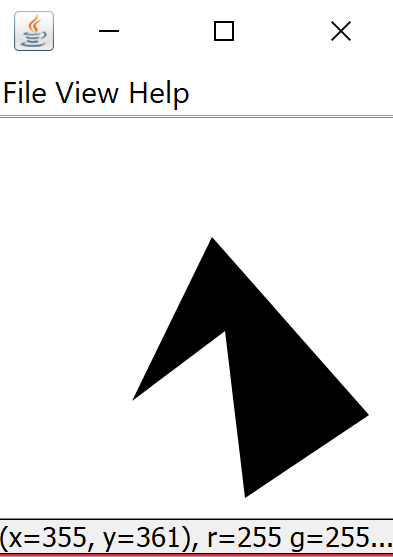 File View Help
(x=355, y=361), r=255 g=255...